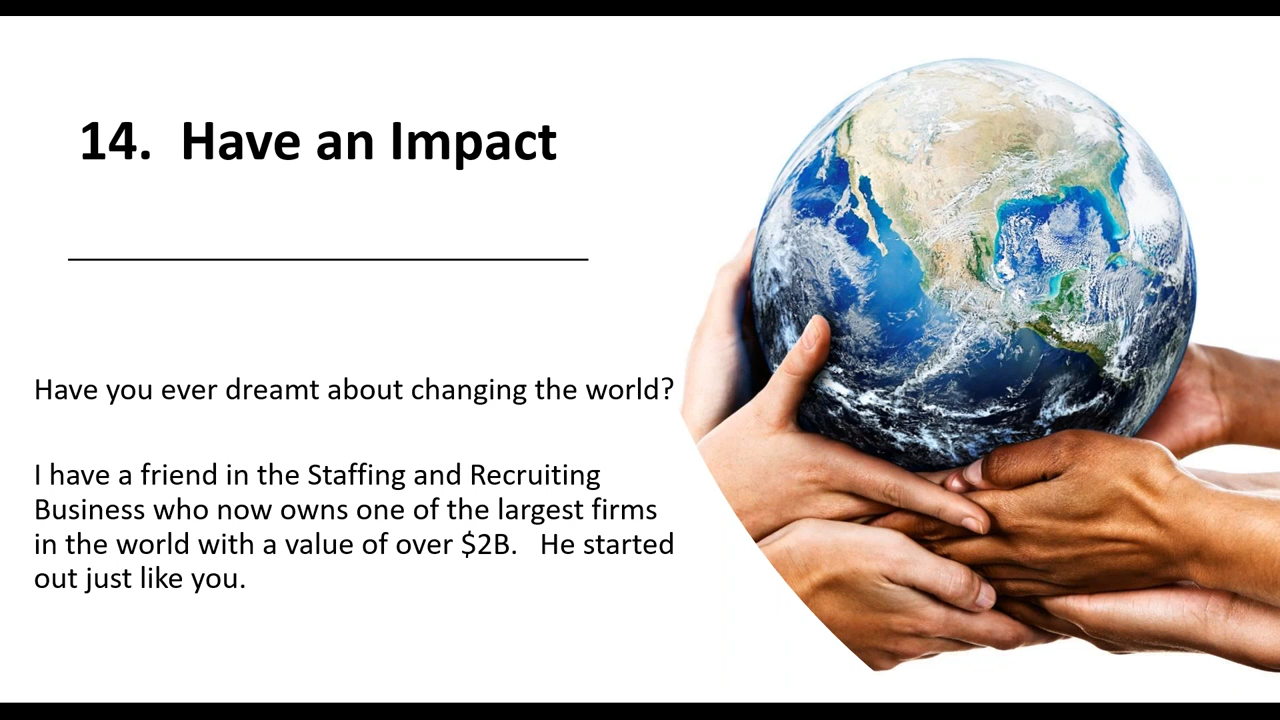 14.  Have an Impact
Have you ever dreamt about changing the world?
I have a friend in the Staffing and Recruiting
Business who now owns one of the largest firms
in the world with a value of over $2B.   He started
out just like you.